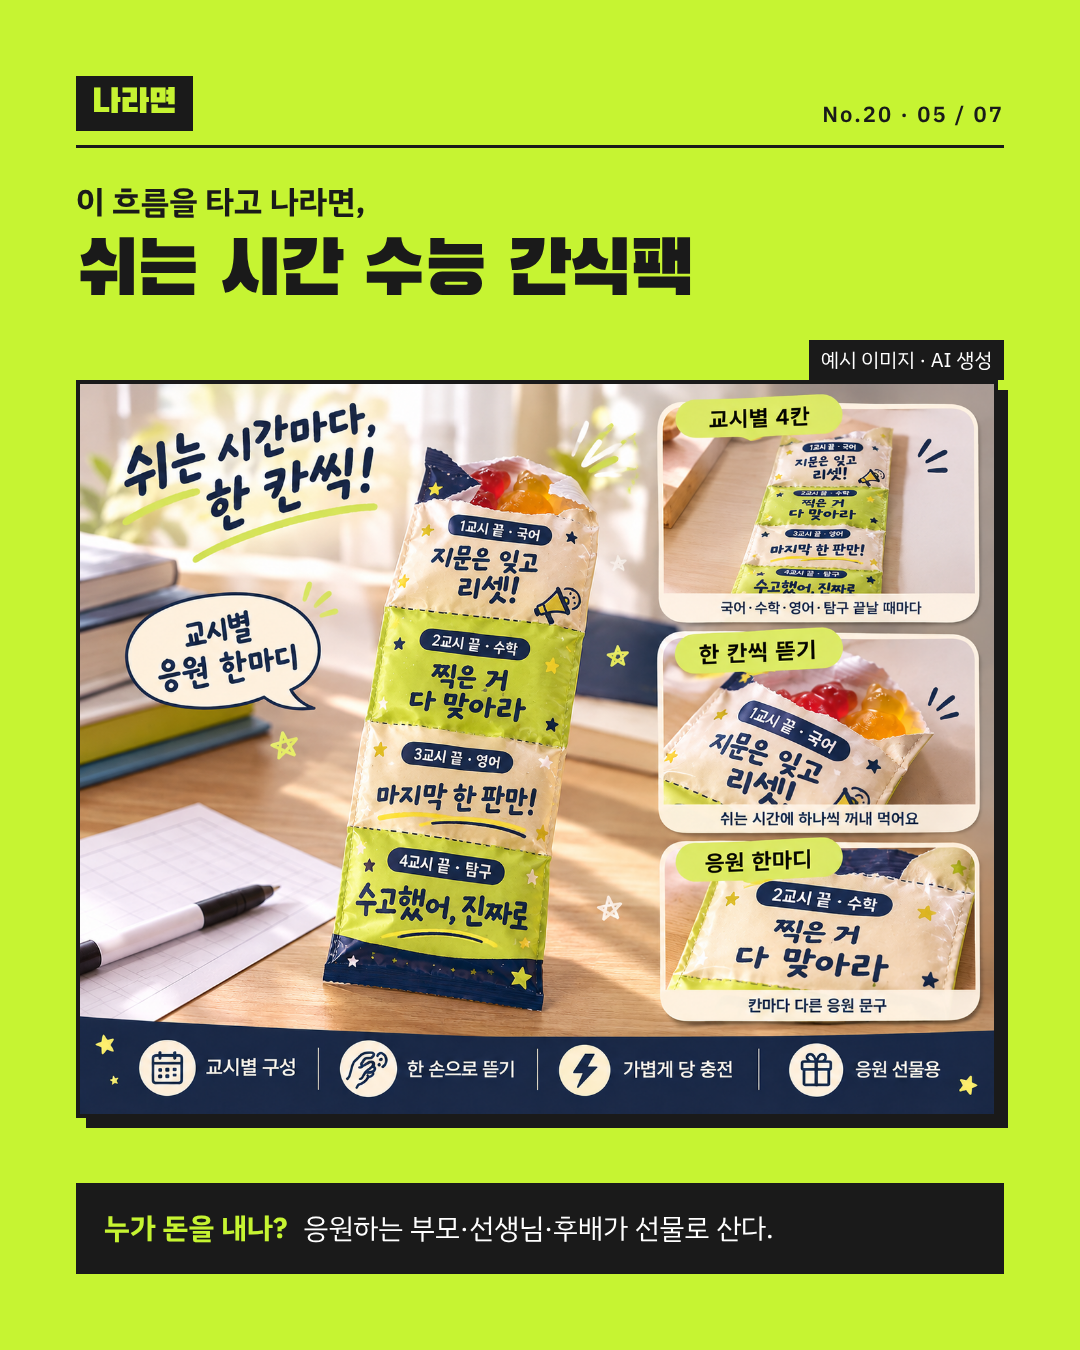 나라면
No.20 · 05 / 07
이 흐름을 타고 나라면,
쉬는 시간 수능 간식팩
예시 이미지 · AI 생성
쉬는 시간마다,
한 칸씩!
교시별
응원 한마디
1교시 끝 · 국어
지문은 잊고
리셋!
2교시 끝 · 수학
찍은 거
다 맞아라
3교시 끝 · 영어
마지막 한 판만!
4교시 끝 · 탐구
수고했어, 진짜로
교시별 4칸
1교시 끝 · 국어
지문은 잊고
리셋!
2교시 끝 · 수학
찍은 거
다 맞아라
3교시 끝 · 영어
마지막 한 판만!
4교시 끝 · 탐구
수고했어, 진짜로
국어·수학·영어·탐구 끝날 때마다
한 칸씩 뜯기
1교시 끝 · 국어
지문은 잊고
리셋!
쉬는 시간에 하나씩 꺼내 먹어요
응원 한마디
2교시 끝 · 수학
찍은 거
다 맞아라
칸마다 다른 응원 문구
교시별 구성
한 손으로 뜯기
가볍게 당 충전
응원 선물용
누가 돈을 내나? 응원하는 부모·선생님·후배가 선물로 산다.